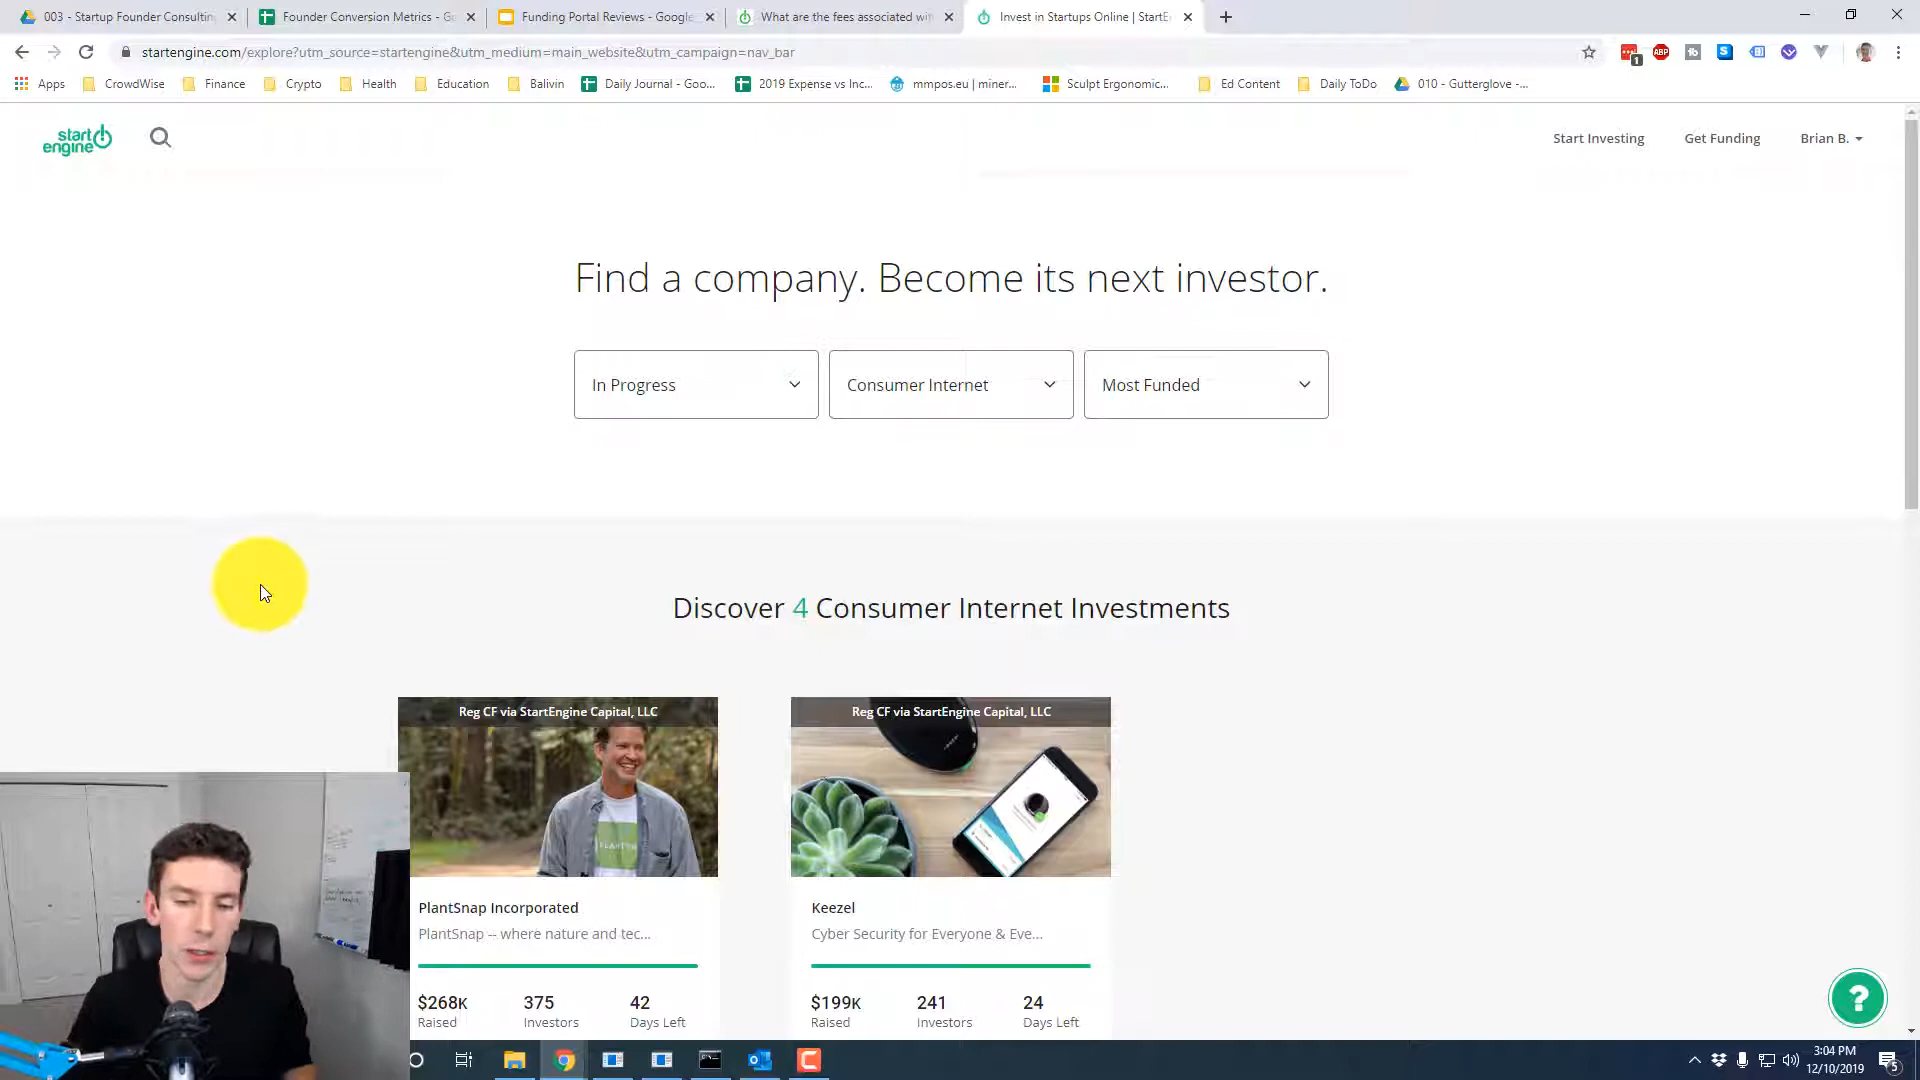 003 - Startup Founder Consultin
Founder Conversion Metrics - Go
Funding Portal Reviews - Google
What are the fees associated wit
Invest in Startups Online | StartE
startengine.com/explore?utm_source=startengine&utm_medium=main_website&utm_campaign=nav_bar
Apps
CrowdWise
Finance
Crypto
Health
Education
Balivin
Daily Journal - Goo...
2019 Expense vs Inc...
mmpos.eu | miner...
Sculpt Ergonomic...
Ed Content
Daily ToDo
010 - Gutterglove -...
start
engine
Start Investing
Get Funding
Brian B.
Find a company. Become its next investor.
In Progress
Consumer Internet
Most Funded
Discover 4 Consumer Internet Investments
Reg CF via StartEngine Capital, LLC
Reg CF via StartEngine Capital, LLC
PlantSnap Incorporated
PlantSnap -- where nature and tec...
$268K
Raised
375
Investors
42
Days Left
Keezel
Cyber Security for Everyone & Eve...
$199K
Raised
241
Investors
24
Days Left
?
3:04 PM
12/10/2019
5